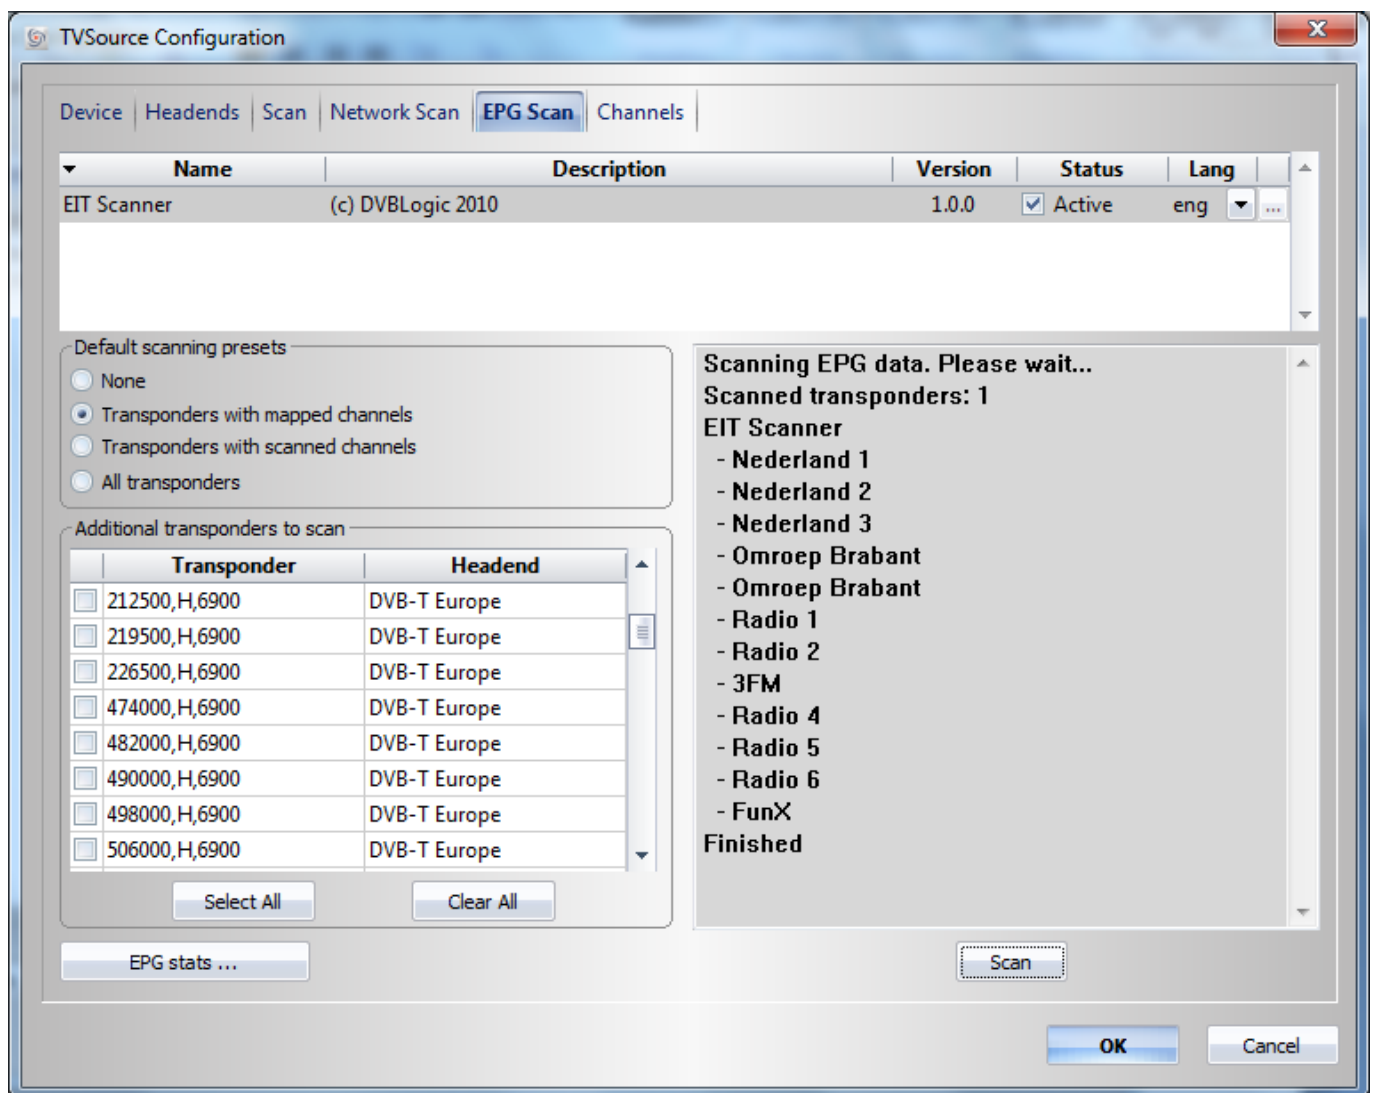 TVSource Configuration
Device Headends Scan Network Scan EPG Scan Channels
Name Description Version Status Lang
EIT Scanner (c) DVBLogic 2010 1.0.0 Active eng ...
Default scanning presets
None
Transponders with mapped channels
Transponders with scanned channels
All transponders
Additional transponders to scan
Transponder Headend
212500,H,6900 DVB-T Europe
219500,H,6900 DVB-T Europe
226500,H,6900 DVB-T Europe
474000,H,6900 DVB-T Europe
482000,H,6900 DVB-T Europe
490000,H,6900 DVB-T Europe
498000,H,6900 DVB-T Europe
506000,H,6900 DVB-T Europe
Select All Clear All
EPG stats ...
Scanning EPG data. Please wait...
Scanned transponders: 1
EIT Scanner
- Nederland 1
- Nederland 2
- Nederland 3
- Omroep Brabant
- Omroep Brabant
- Radio 1
- Radio 2
- 3FM
- Radio 4
- Radio 5
- Radio 6
- FunX
Finished
Scan
OK Cancel